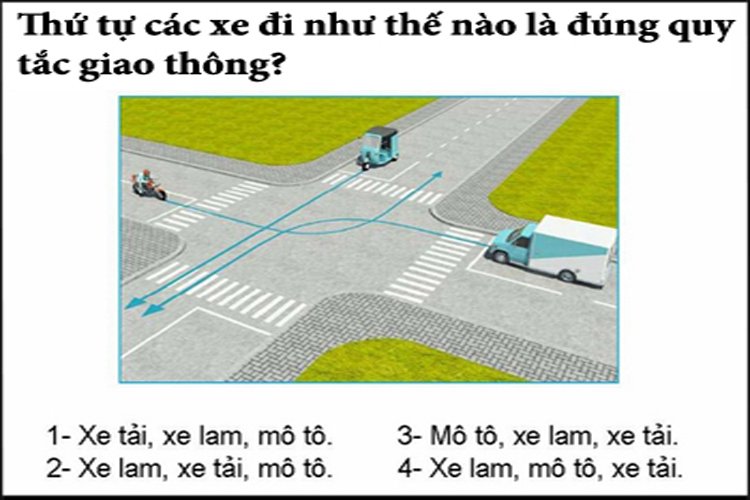 Thứ tự các xe đi như thế nào là đúng quy
tắc giao thông?
1- Xe tải, xe lam, mô tô.
2- Xe lam, xe tải, mô tô.
3- Mô tô, xe lam, xe tải.
4- Xe lam, mô tô, xe tải.